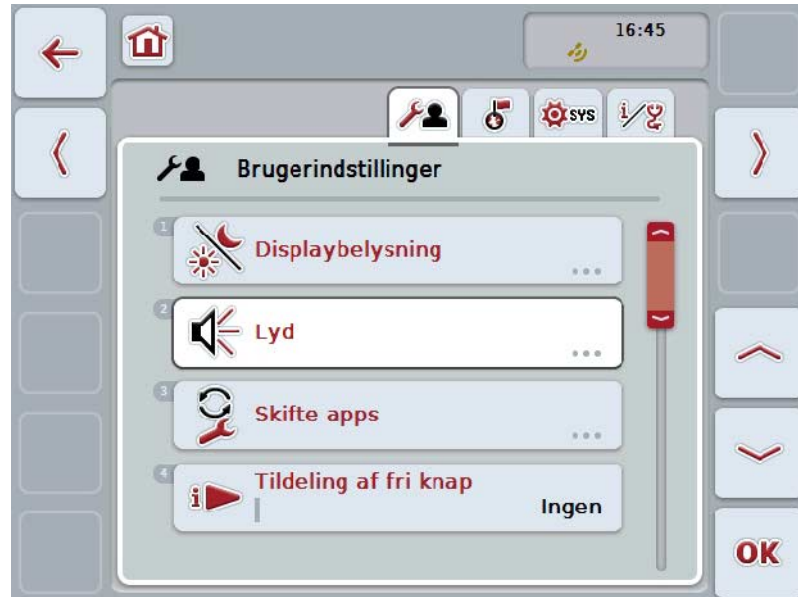 16:45
SYS
i
Brugerindstillinger
1
Displaybelysning
...
2
Lyd
...
3
Skifte apps
...
4
i
Tildeling af fri knap
Ingen
OK